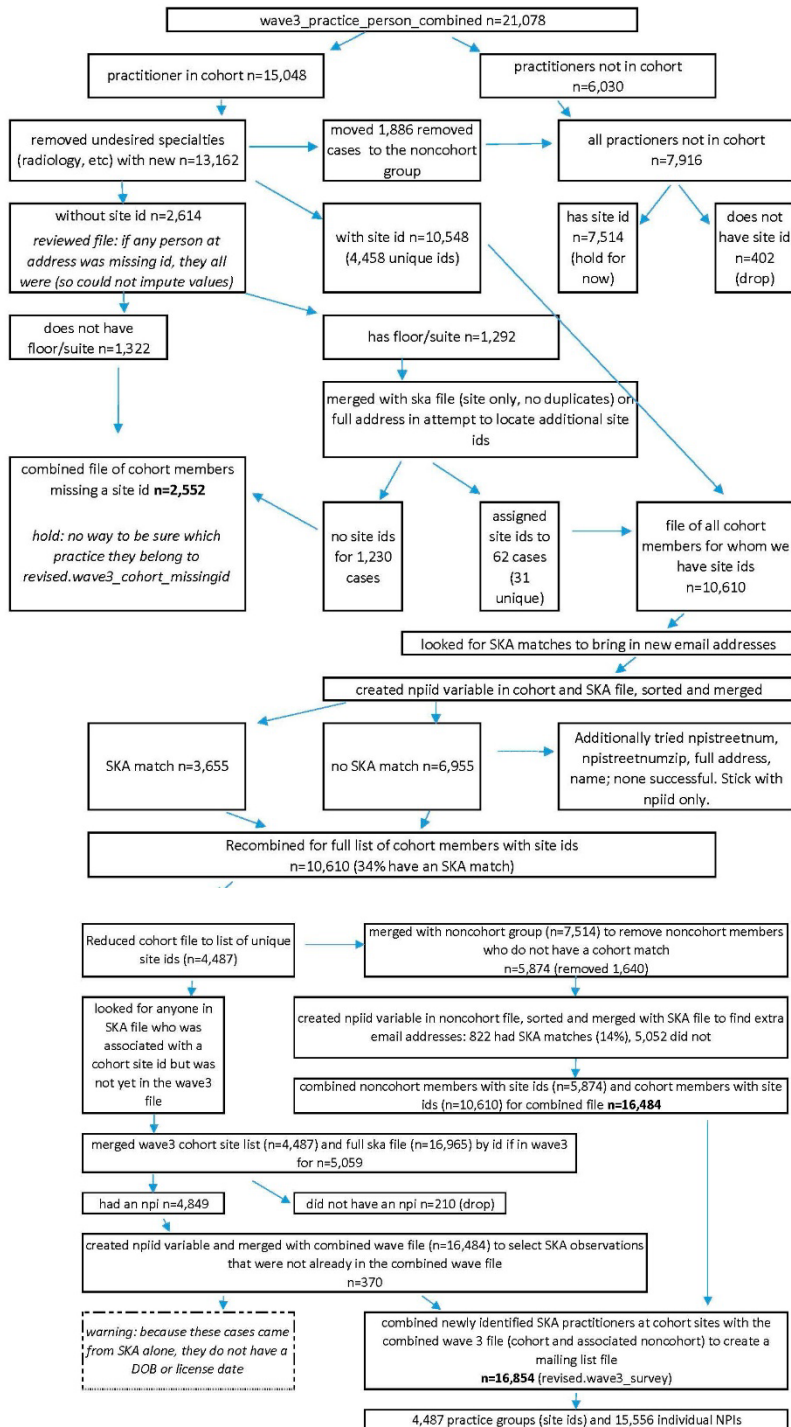 wave3_practice_person_combined n=21,078
practitioner in cohort n=15,048
practitioners not in cohort
n=6,030
removed undesired specialties
(radiology, etc) with new n=13,162
moved 1,886 removed
cases to the noncohort
group
all practioners not in cohort
n=7,916
without site id n=2,614
reviewed file: if any person at
address was missing id, they all
were (so could not impute values)
with site id n=10,548
(4,458 unique ids)
has site id
n=7,514
(hold for
now)
does not
have site id
n=402
(drop)
does not have
floor/suite n=1,322
has floor/suite n=1,292
merged with ska file (site only, no duplicates) on
full address in attempt to locate additional site
ids
combined file of cohort members
missing a site id n=2,552
hold: no way to be sure which
practice they belong to
revised.wave3_cohort_missingid
no site ids
for 1,230
cases
assigned
site ids to
62 cases
(31
unique)
file of all cohort
members for whom we
have site ids
n=10,610
looked for SKA matches to bring in new email addresses
created npiid variable in cohort and SKA file, sorted and merged
SKA match n=3,655
no SKA match n=6,955
Additionally tried npistreetnum,
npistreetnumzip, full address,
name; none successful. Stick with
npiid only.
Recombined for full list of cohort members with site ids
n=10,610 (34% have an SKA match)
Reduced cohort file to list of unique
site ids (n=4,487)
merged with noncohort group (n=7,514) to remove noncohort members
who do not have a cohort match
n=5,874 (removed 1,640)
looked for anyone in
SKA file who was
associated with a
cohort site id but was
not yet in the wave3
file
created npiid variable in noncohort file, sorted and merged with SKA file to find extra
email addresses: 822 had SKA matches (14%), 5,052 did not
combined noncohort members with site ids (n=5,874) and cohort members with site
ids (n=10,610) for combined file n=16,484
merged wave3 cohort site list (n=4,487) and full ska file (n=16,965) by id if in wave3
for n=5,059
had an npi n=4,849
did not have an npi n=210 (drop)
created npiid variable and merged with combined wave file (n=16,484) to select SKA observations
that were not already in the combined wave file
n=370
warning: because these cases came
from SKA alone, they do not have a
DOB or license date
combined newly identified SKA practitioners at cohort sites with the
combined wave 3 file (cohort and associated noncohort) to create a
mailing list file
n=16,854 (revised.wave3_survey)
4,487 practice groups (site ids) and 15,556 individual NPIs